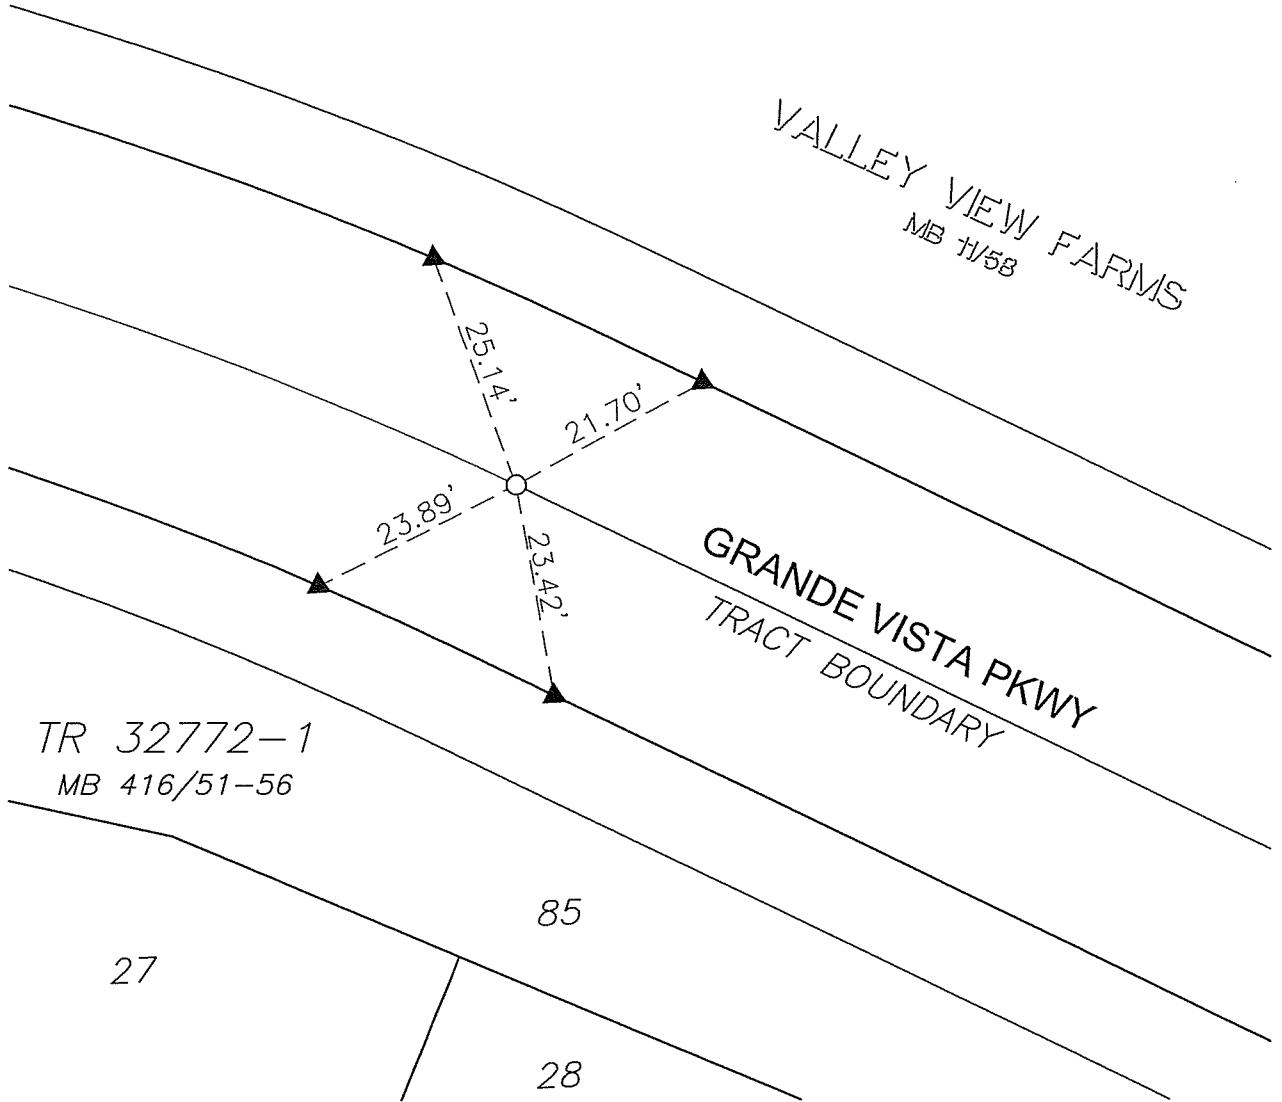 VALLEY VIEW FARMS
MB 11/58
25.14'
21.70'
23.89'
23.42'
GRANDE VISTA PKWY
TRACT BOUNDARY
TR 32772-1
MB 416/51-56
85
27
28